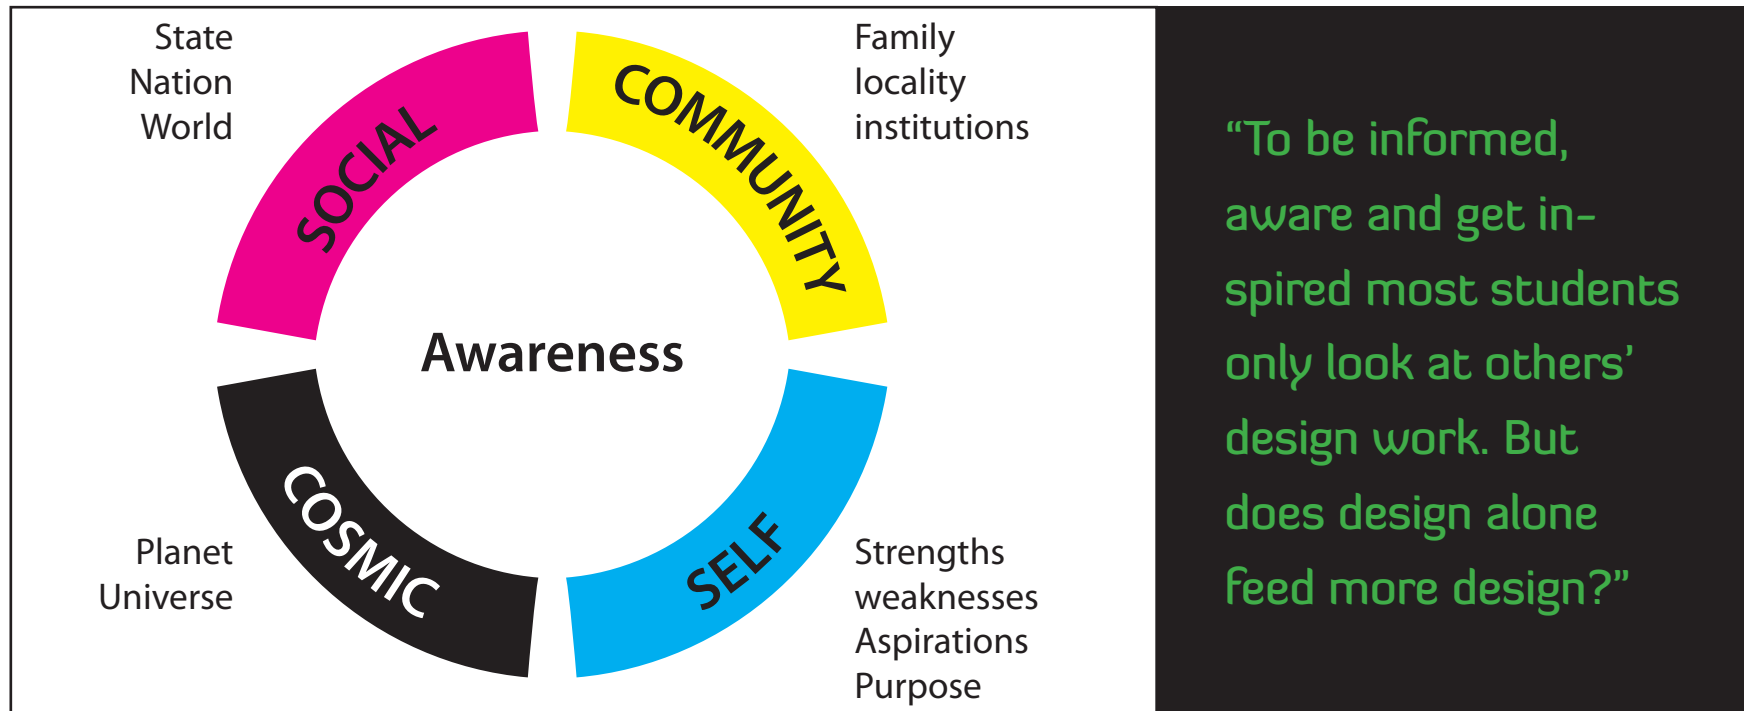 State
Nation
World
SOCIAL
COMMUNITY
Family
locality
institutions
Awareness
COSMIC
Planet
Universe
SELF
Strengths
weaknesses
Aspirations
Purpose
“To be informed,
aware and get in-
spired most students
only look at others’
design work. But
does design alone
feed more design?”